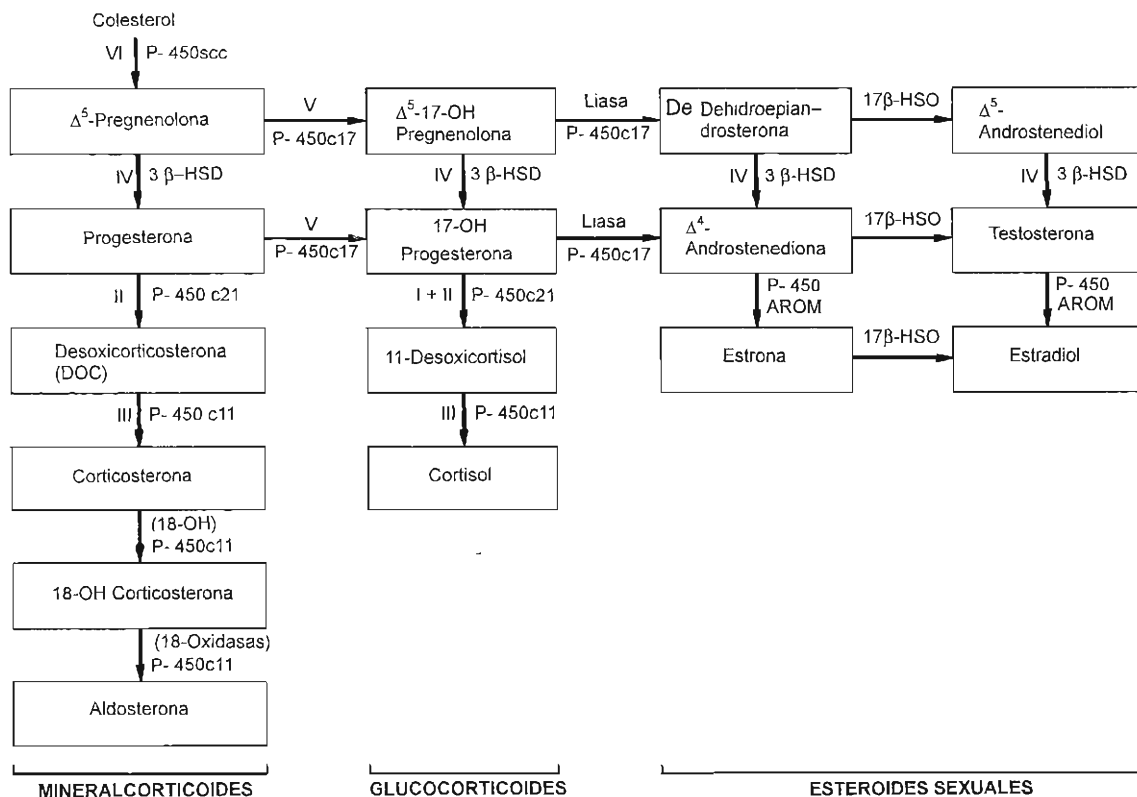 Colesterol
VI P- 450scc
Δ⁵-Pregnenolona
V
P- 450c17
Δ⁵-17-OH
Pregnenolona
Liasa
P- 450c17
De Dehidroepian-
drosterona
17β-HSO
Δ⁵-
Androstenediol
IV 3 β-HSD
IV 3 β-HSD
IV 3 β-HSD
IV 3 β-HSD
Progesterona
V
P- 450c17
17-OH
Progesterona
Liasa
P- 450c17
Δ⁴-
Androstenediona
17β-HSO
Testosterona
II P- 450 c21
I + II P- 450c21
P- 450
AROM
P- 450
AROM
Desoxicorticosterona
(DOC)
11-Desoxicortisol
Estrona
17β-HSO
Estradiol
III P- 450 c11
III P- 450c11
Corticosterona
Cortisol
(18-OH)
P- 450c11
18-OH Corticosterona
(18-Oxidasas)
P- 450c11
Aldosterona
MINERALCORTICOIDES
GLUCOCORTICOIDES
ESTEROIDES SEXUALES